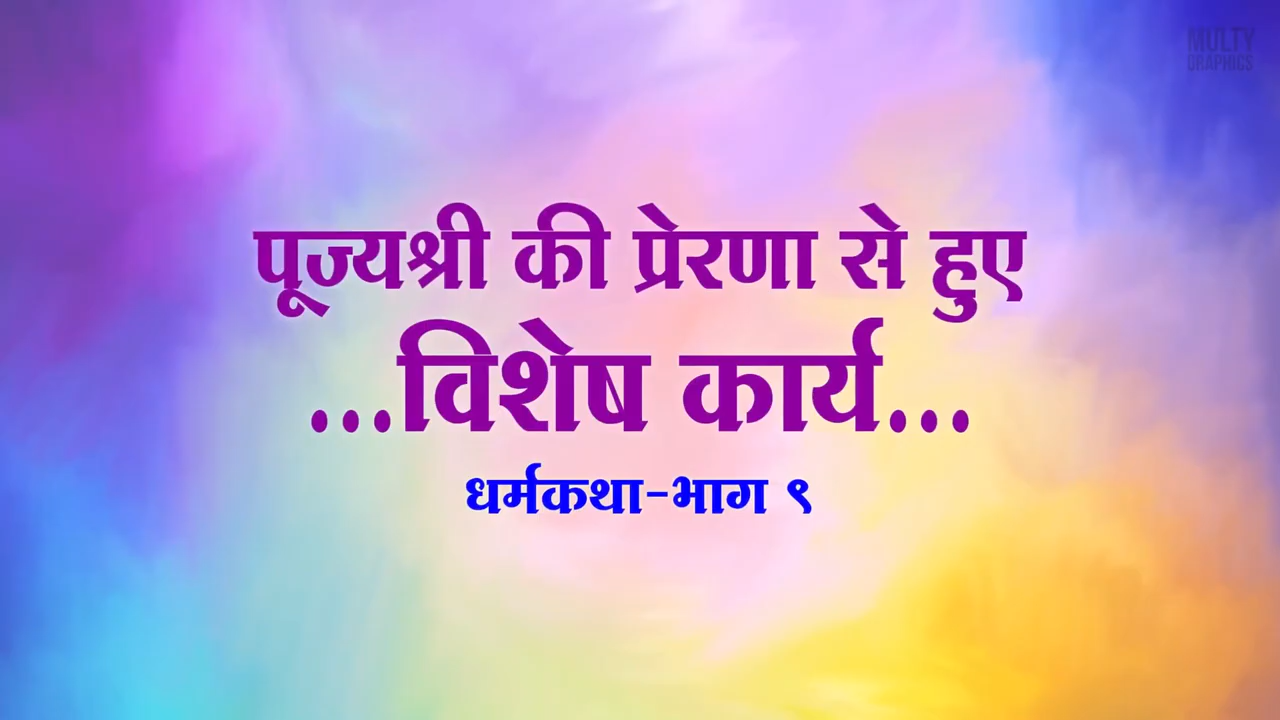 MULTY
GRAPHICS
पूज्यश्री की प्रेरणा से हुए
...विशेष कार्य...
धर्मकथा-भाग ९